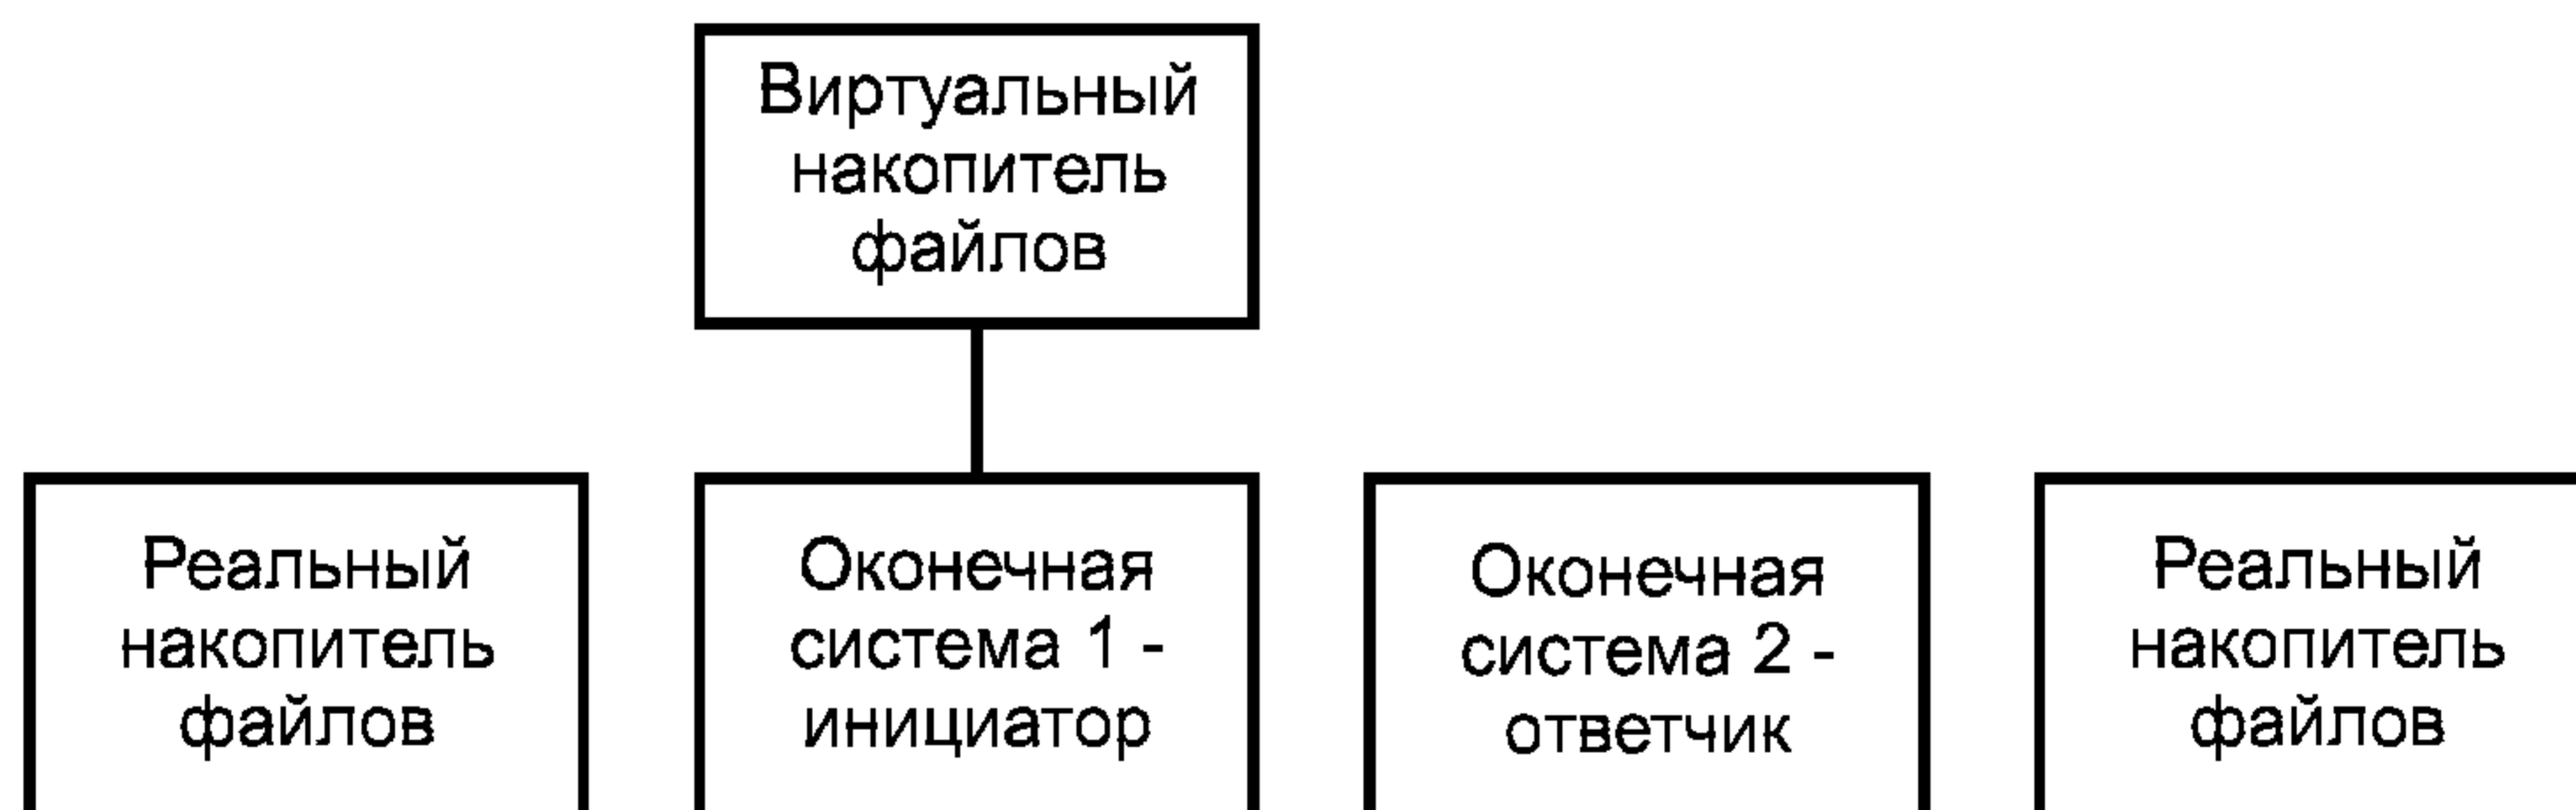 Виртуальный
накопитель
файлов
Реальный
накопитель
файлов
Оконечная
система 1 -
инициатор
Оконечная
система 2 -
ответчик
Реальный
накопитель
файлов